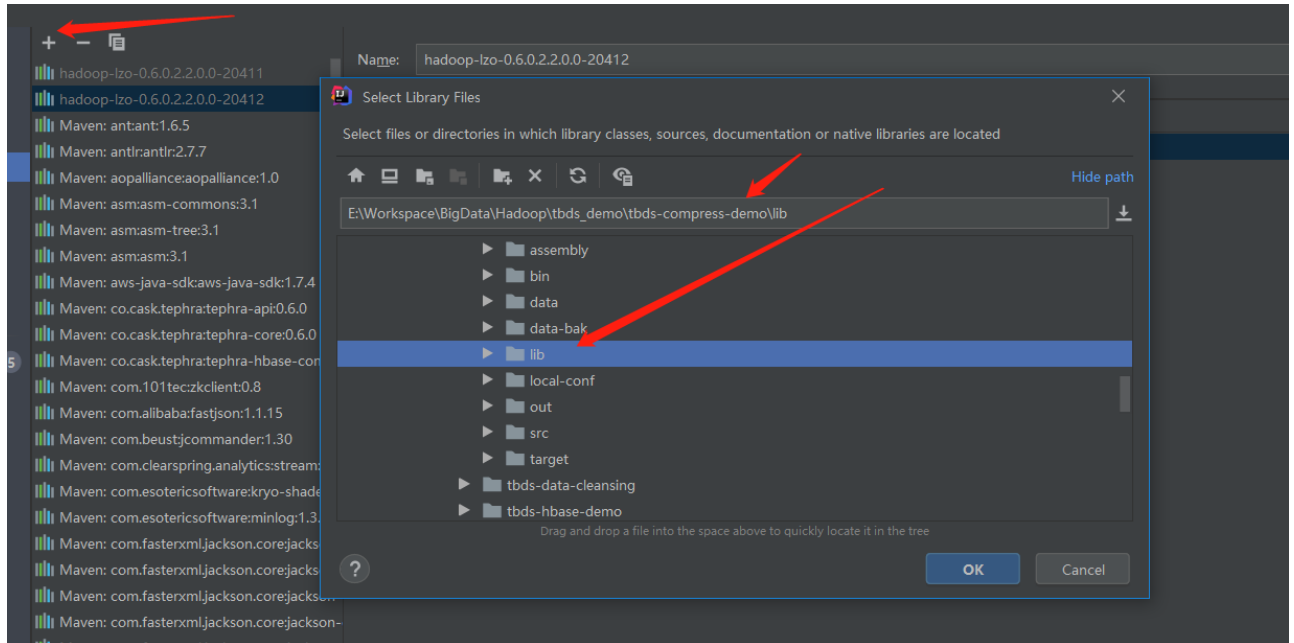 Name: hadoop-lzo-0.6.0.2.2.0.0-20412
hadoop-lzo-0.6.0.2.2.0.0-20411
hadoop-lzo-0.6.0.2.2.0.0-20412
Maven: ant:ant:1.6.5
Maven: antlr:antlr:2.7.7
Maven: aopalliance:aopalliance:1.0
Maven: asm:asm-commons:3.1
Maven: asm:asm-tree:3.1
Maven: asm:asm:3.1
Maven: aws-java-sdk:aws-java-sdk:1.7.4
Maven: co.cask.tephra:tephra-api:0.6.0
Maven: co.cask.tephra:tephra-core:0.6.0
Maven: co.cask.tephra:tephra-hbase-con
Maven: com.101tec:zkclient:0.8
Maven: com.alibaba:fastjson:1.1.15
Maven: com.beust:jcommander:1.30
Maven: com.clearspring.analytics:stream:
Maven: com.esotericsoftware:kryo-shade
Maven: com.esotericsoftware:minlog:1.3.
Maven: com.fasterxml.jackson.core:jackso
Maven: com.fasterxml.jackson.core:jackso
Maven: com.fasterxml.jackson.core:jackson
Maven: com.fasterxml.jackson.core:jackson-
5
Select Library Files
Select files or directories in which library classes, sources, documentation or native libraries are located
Hide path
E:\Workspace\BigData\Hadoop\tbds_demo\tbds-compress-demo\lib
assembly
bin
data
data-bak
lib
local-conf
out
src
target
tbds-data-cleansing
tbds-hbase-demo
Drag and drop a file into the space above to quickly locate it in the tree
?
OK
Cancel